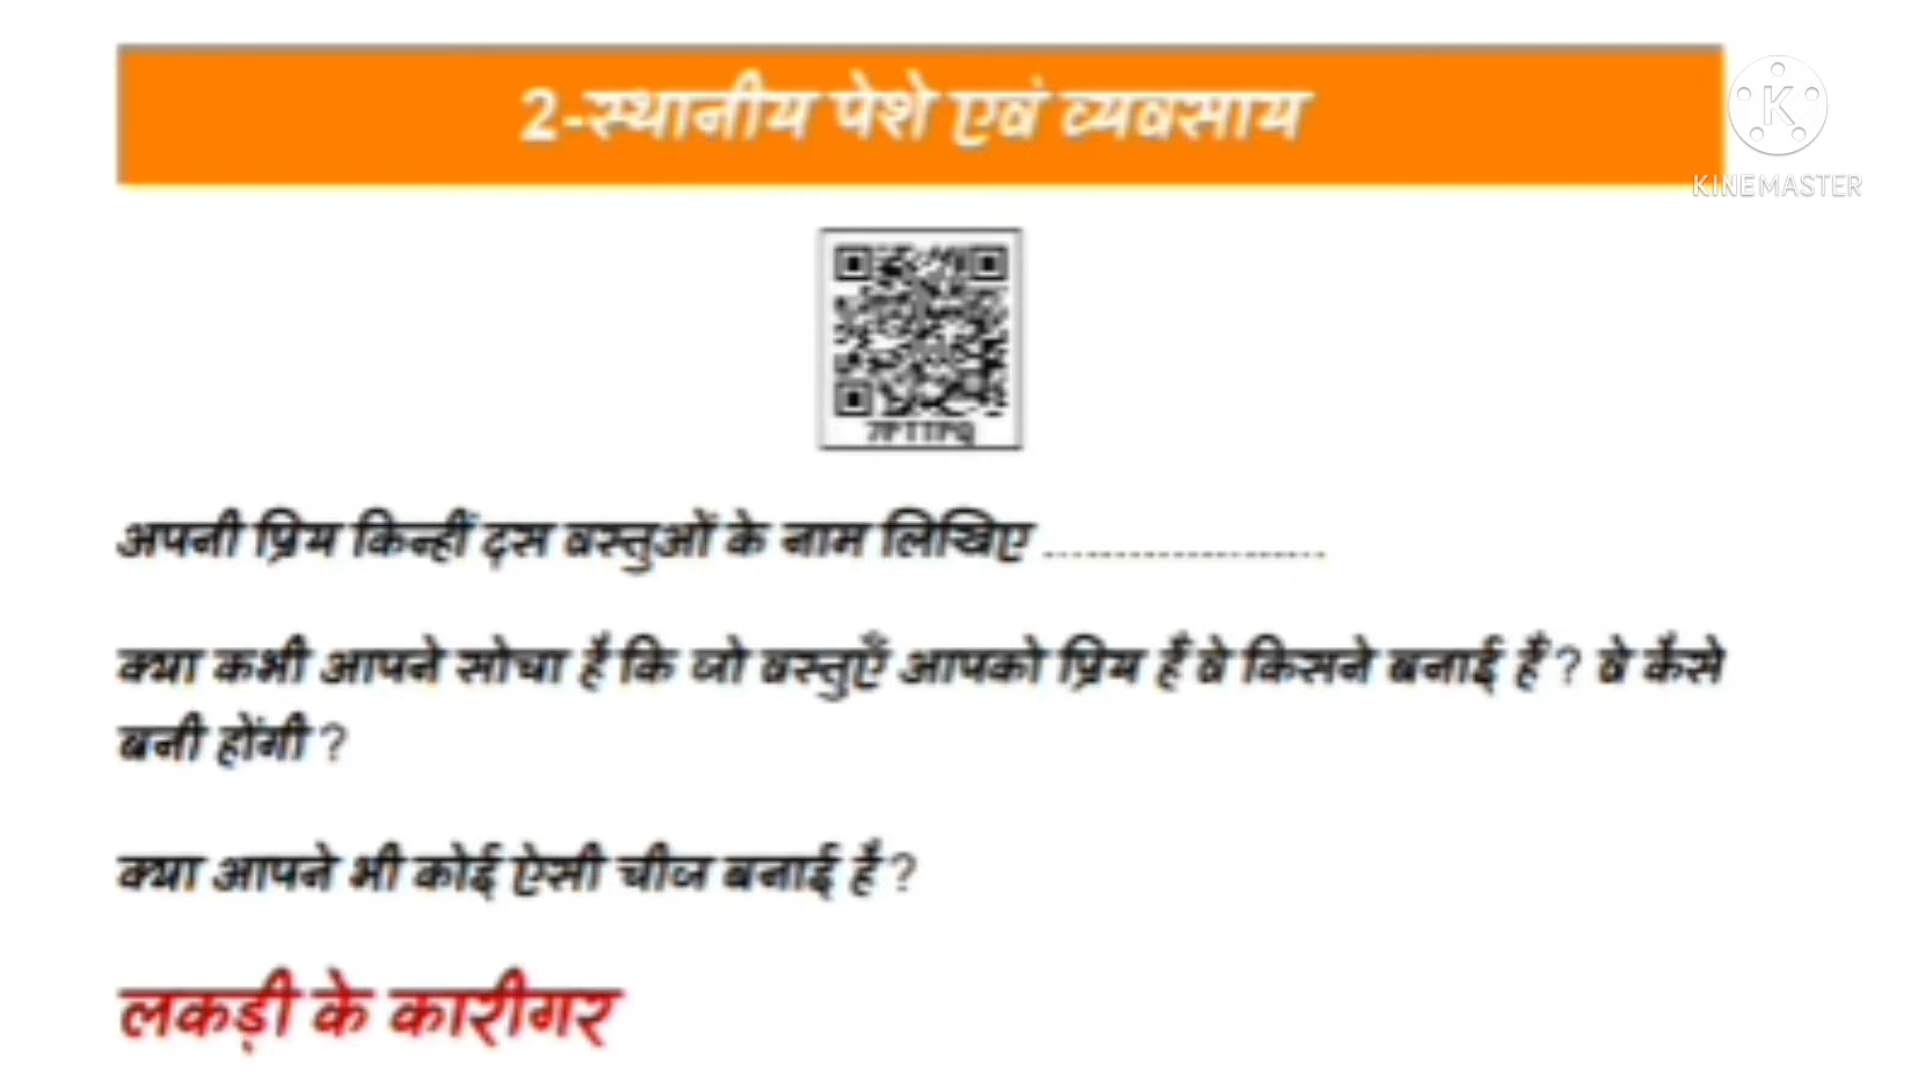 2-स्थानीय पेशे एवं व्यवसाय
KINEMASTER
अपनी प्रिय किन्हीं दस वस्तुओं के नाम लिखिए ....................
क्या कभी आपने सोचा है कि जो वस्तुएँ आपको प्रिय हैं वे किसने बनाई हैं? वे कैसे
बनी होंगी?
क्या आपने भी कोई ऐसी चीज बनाई है?
लकड़ी के कारीगर